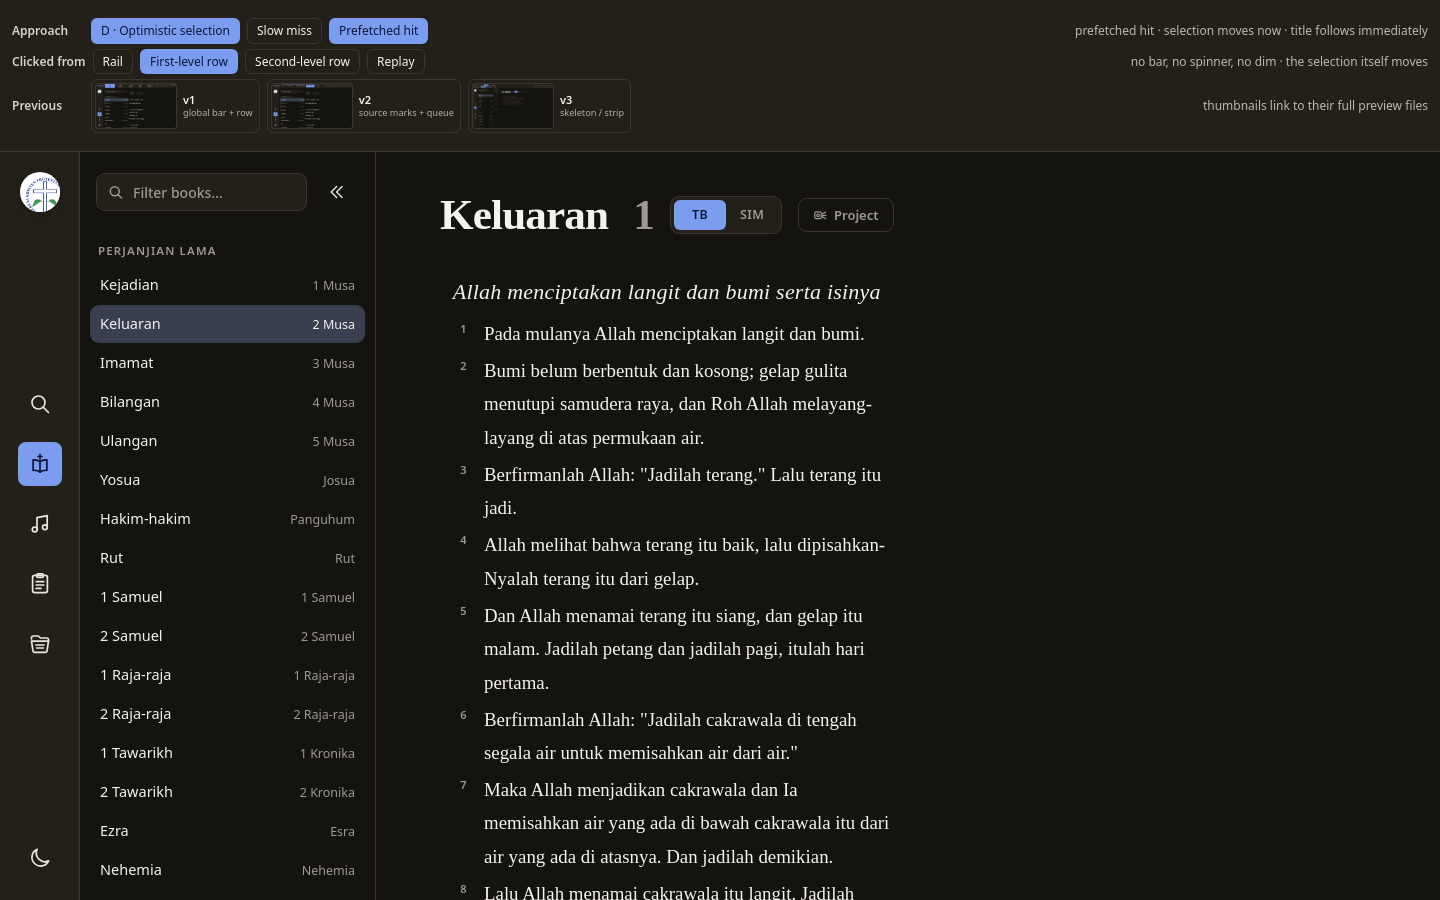 Approach
D · Optimistic selection
Slow miss
Prefetched hit
prefetched hit · selection moves now · title follows immediately
Clicked from
Rail
First-level row
Second-level row
Replay
no bar, no spinner, no dim · the selection itself moves
Previous
v1
global bar + row
v2
source marks + queue
v3
skeleton / strip
thumbnails link to their full preview files
Filter books...
PERJANJIAN LAMA
Kejadian 1 Musa
Keluaran 2 Musa
Imamat 3 Musa
Bilangan 4 Musa
Ulangan 5 Musa
Yosua Josua
Hakim-hakim Panguhum
Rut Rut
1 Samuel 1 Samuel
2 Samuel 2 Samuel
1 Raja-raja 1 Raja-raja
2 Raja-raja 2 Raja-raja
1 Tawarikh 1 Kronika
2 Tawarikh 2 Kronika
Ezra Esra
Nehemia Nehemia
Keluaran 1
TB
SIM
Project
Allah menciptakan langit dan bumi serta isinya
1 Pada mulanya Allah menciptakan langit dan bumi.
2 Bumi belum berbentuk dan kosong; gelap gulita
menutupi samudera raya, dan Roh Allah melayang-
layang di atas permukaan air.
3 Berfirmanlah Allah: "Jadilah terang." Lalu terang itu
jadi.
4 Allah melihat bahwa terang itu baik, lalu dipisahkan-
Nyalah terang itu dari gelap.
5 Dan Allah menamai terang itu siang, dan gelap itu
malam. Jadilah petang dan jadilah pagi, itulah hari
pertama.
6 Berfirmanlah Allah: "Jadilah cakrawala di tengah
segala air untuk memisahkan air dari air."
7 Maka Allah menjadikan cakrawala dan Ia
memisahkan air yang ada di bawah cakrawala itu dari
air yang ada di atasnya. Dan jadilah demikian.
8 Lalu Allah menamai cakrawala itu langit. Jadilah